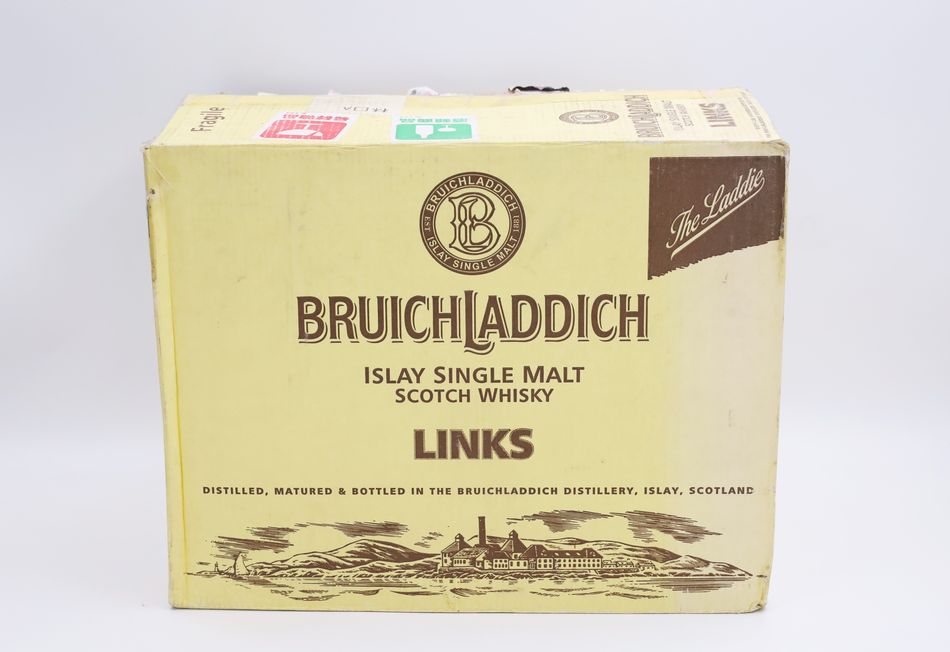 Fragile
BRUICHLADDICH
LINKS
BRUICHLADDICH
EST 1881
ISLAY SINGLE MALT
The Laddie
BRUICHLADDICH
ISLAY SINGLE MALT
SCOTCH WHISKY
LINKS
DISTILLED, MATURED & BOTTLED IN THE BRUICHLADDICH DISTILLERY, ISLAY, SCOTLAND